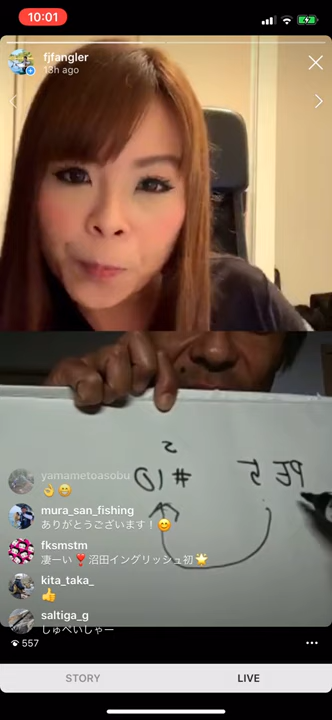 10:01
fjfangler
13h ago
s
#10
PE 5
yamametoasobu
👌😁
mura_san_fishing
ありがとうございます！😊
fksmstm
凄ーい❣️沼田イングリッシュ初🌟
kita_taka_
👍
saltiga_g
しゅべいしゃー
557
STORY
LIVE